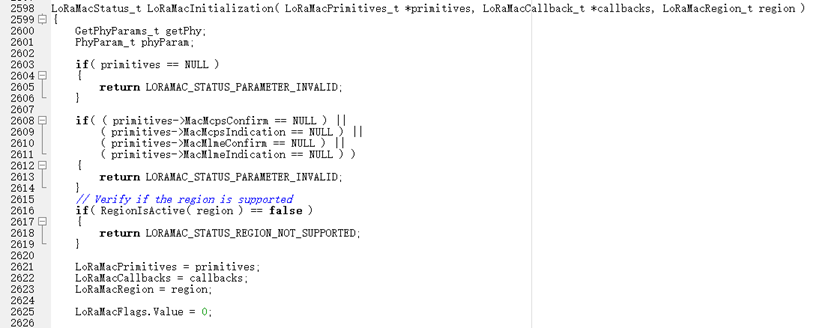 2598 LoRaMacStatus_t LoRaMacInitialization( LoRaMacPrimitives_t *primitives, LoRaMacCallback_t *callbacks, LoRaMacRegion_t region )
2599 {
2600     GetPhyParams_t getPhy;
2601     PhyParam_t phyParam;
2602
2603     if( primitives == NULL )
2604     {
2605         return LORAMAC_STATUS_PARAMETER_INVALID;
2606     }
2607
2608     if( ( primitives->MacMcpsConfirm == NULL ) ||
2609         ( primitives->MacMcpsIndication == NULL ) ||
2610         ( primitives->MacMlmeConfirm == NULL ) ||
2611         ( primitives->MacMlmeIndication == NULL ) )
2612     {
2613         return LORAMAC_STATUS_PARAMETER_INVALID;
2614     }
2615     // Verify if the region is supported
2616     if( RegionIsActive( region ) == false )
2617     {
2618         return LORAMAC_STATUS_REGION_NOT_SUPPORTED;
2619     }
2620
2621     LoRaMacPrimitives = primitives;
2622     LoRaMacCallbacks = callbacks;
2623     LoRaMacRegion = region;
2624
2625     LoRaMacFlags.Value = 0;
2626